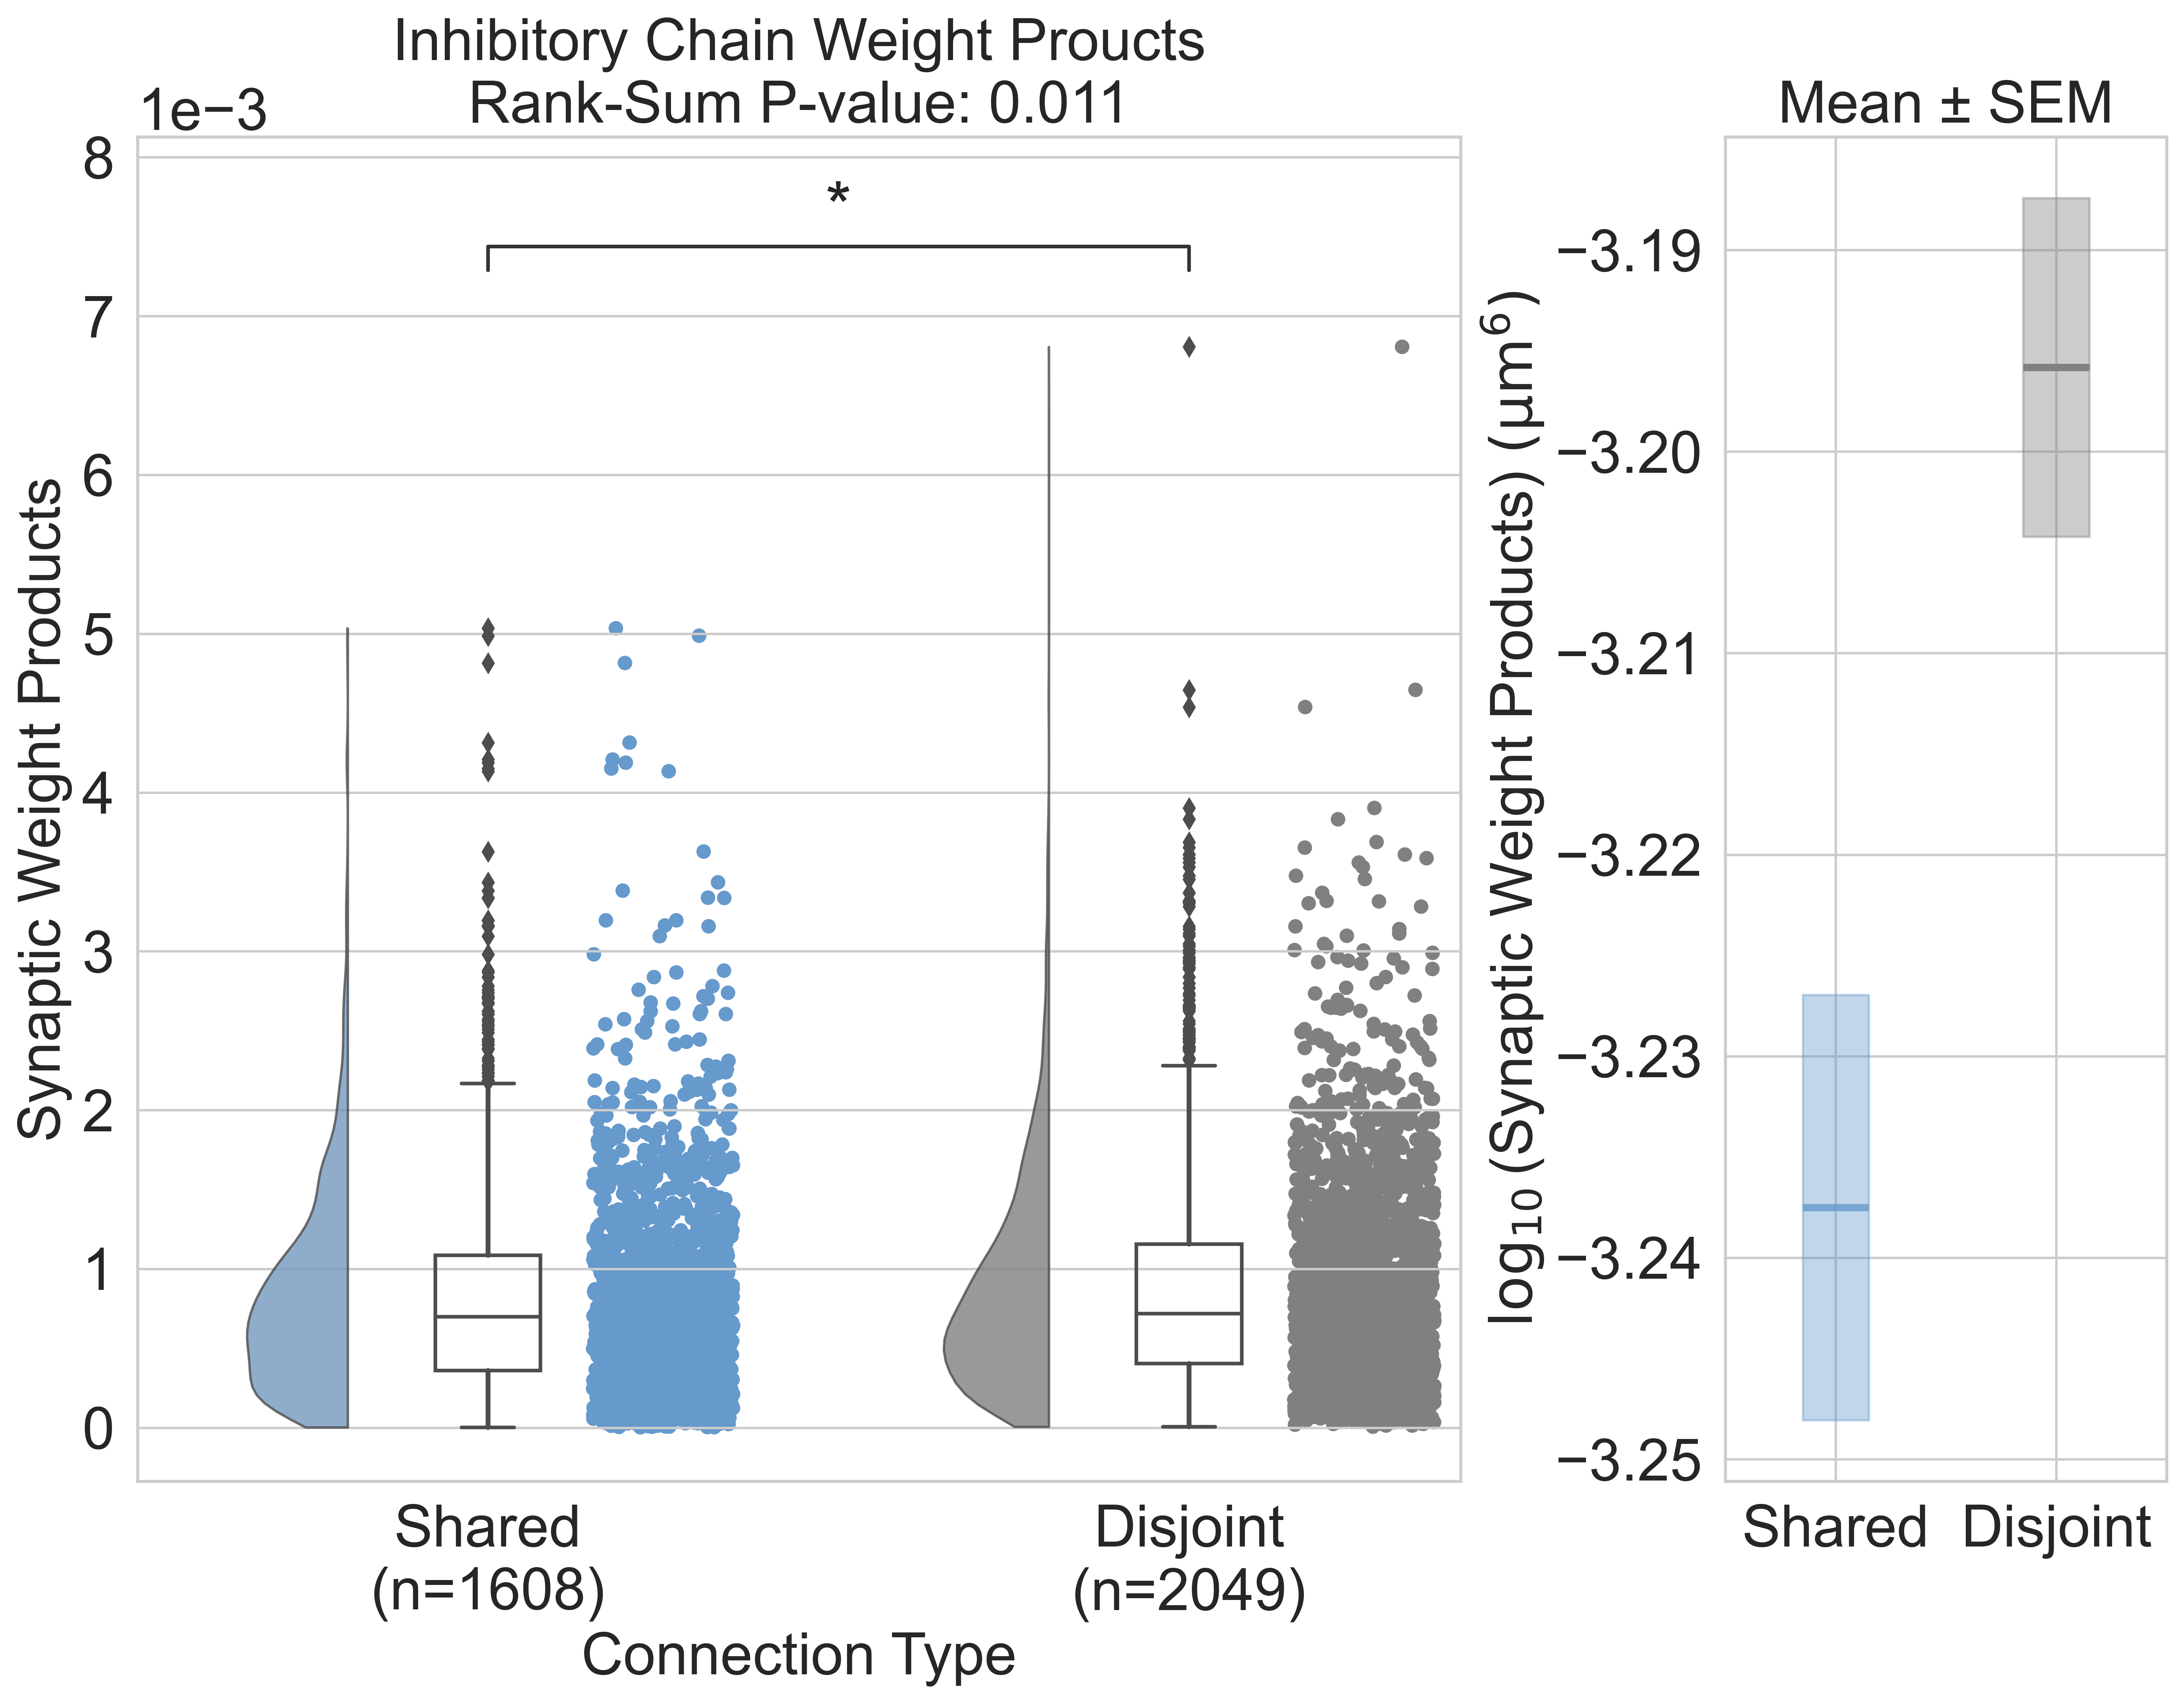 Inhibitory Chain Weight Proucts
Rank-Sum P-value: 0.011
1e−3
8
7
6
5
4
3
2
1
0
Synaptic Weight Products
*
Shared
(n=1608)
Disjoint
(n=2049)
Connection Type
Mean ± SEM
log₁₀ (Synaptic Weight Products) (µm⁶)
−3.19
−3.20
−3.21
−3.22
−3.23
−3.24
−3.25
Shared
Disjoint